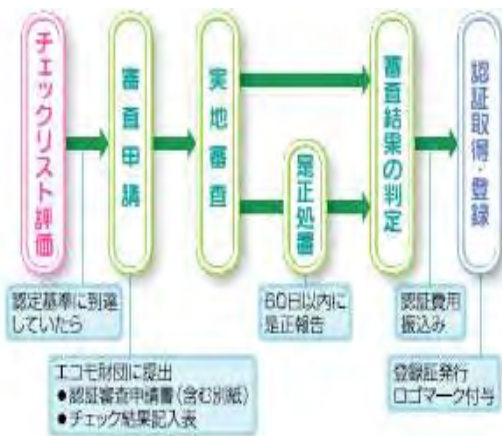 チェックリスト評価
審査申請
実地審査
是正処置
審査結果の判定
認証取得・登録
認定基準に到達
していたら
60日以内に
是正報告
認証費用
振込み
エコモ財団に提出
●認証審査申請書(含む別紙)
●チェック結果記入表
登録証発行
ロゴマーク付与